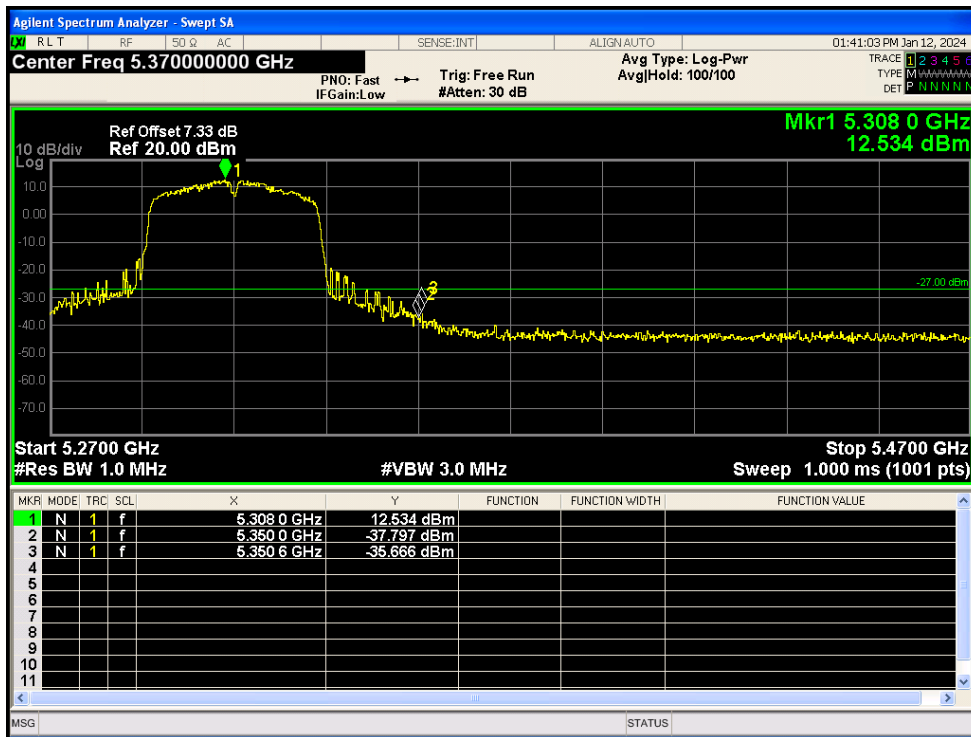 Agilent Spectrum Analyzer - Swept SA
LXI RLT RF 50 Ω AC SENSE:INT ALIGN AUTO 01:41:03 PM Jan 12, 2024
Center Freq 5.370000000 GHz
PNO: Fast
IFGain:Low
Trig: Free Run
#Atten: 30 dB
Avg Type: Log-Pwr
Avg|Hold: 100/100
TRACE 1 2 3 4 5 6
TYPE M
DET P N N N N N
Mkr1 5.308 0 GHz
12.534 dBm
Ref Offset 7.33 dB
10 dB/div Ref 20.00 dBm
Log
1
10.0
0.00
-10.0
-20.0
-27.00 dBm
3
2
-30.0
-40.0
-50.0
-60.0
-70.0
Start 5.2700 GHz Stop 5.4700 GHz
#Res BW 1.0 MHz #VBW 3.0 MHz Sweep 1.000 ms (1001 pts)
MKR MODE TRC SCL X Y FUNCTION FUNCTION WIDTH FUNCTION VALUE
1 N 1 f 5.308 0 GHz 12.534 dBm
2 N 1 f 5.350 0 GHz -37.797 dBm
3 N 1 f 5.350 6 GHz -35.666 dBm
4
5
6
7
8
9
10
11
MSG STATUS